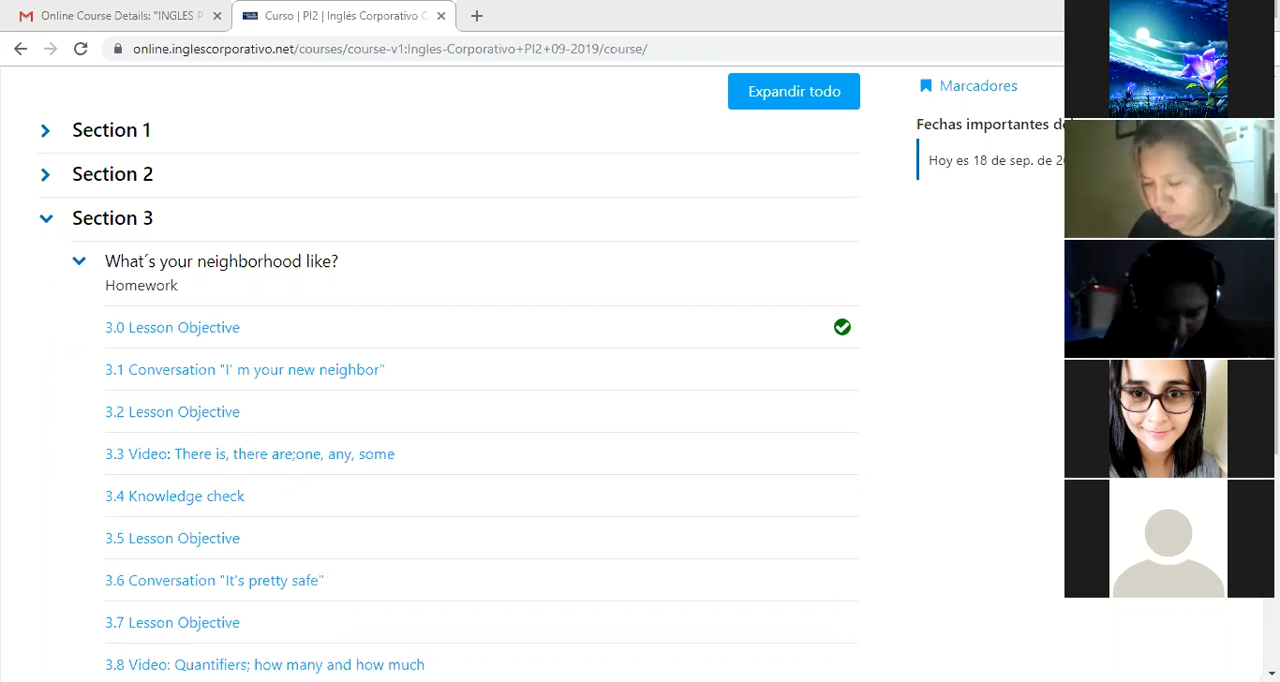 Online Course Details: "INGLES P
Curso | PI2 | Inglés Corporativo C
online.inglescorporativo.net/courses/course-v1:Ingles-Corporativo+PI2+09-2019/course/
Expandir todo
Marcadores
Section 1
Fechas importantes de
Hoy es 18 de sep. de 20
Section 2
Section 3
What´s your neighborhood like?
Homework
3.0 Lesson Objective
3.1 Conversation "I' m your new neighbor"
3.2 Lesson Objective
3.3 Video: There is, there are;one, any, some
3.4 Knowledge check
3.5 Lesson Objective
3.6 Conversation "It's pretty safe"
3.7 Lesson Objective
3.8 Video: Quantifiers; how many and how much